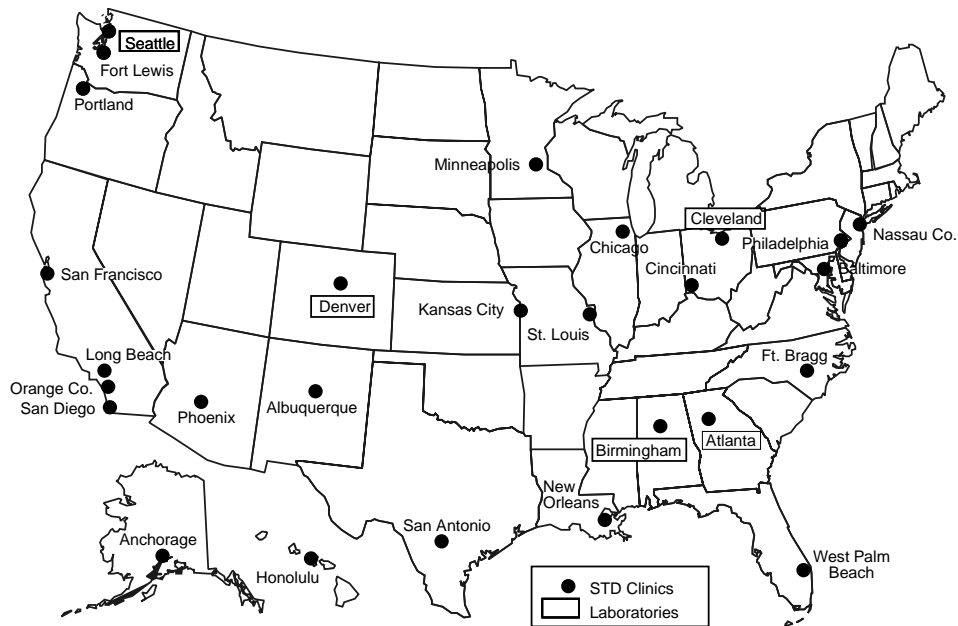 Seattle
Fort Lewis
Portland
Minneapolis
Cleveland
Chicago
Philadelphia
Nassau Co.
San Francisco
Cincinnati
Baltimore
Denver
Kansas City
St. Louis
Long Beach
Orange Co.
San Diego
Phoenix
Albuquerque
Ft. Bragg
Birmingham
Atlanta
New
Orleans
San Antonio
Anchorage
Honolulu
West Palm
Beach
STD Clinics
Laboratories